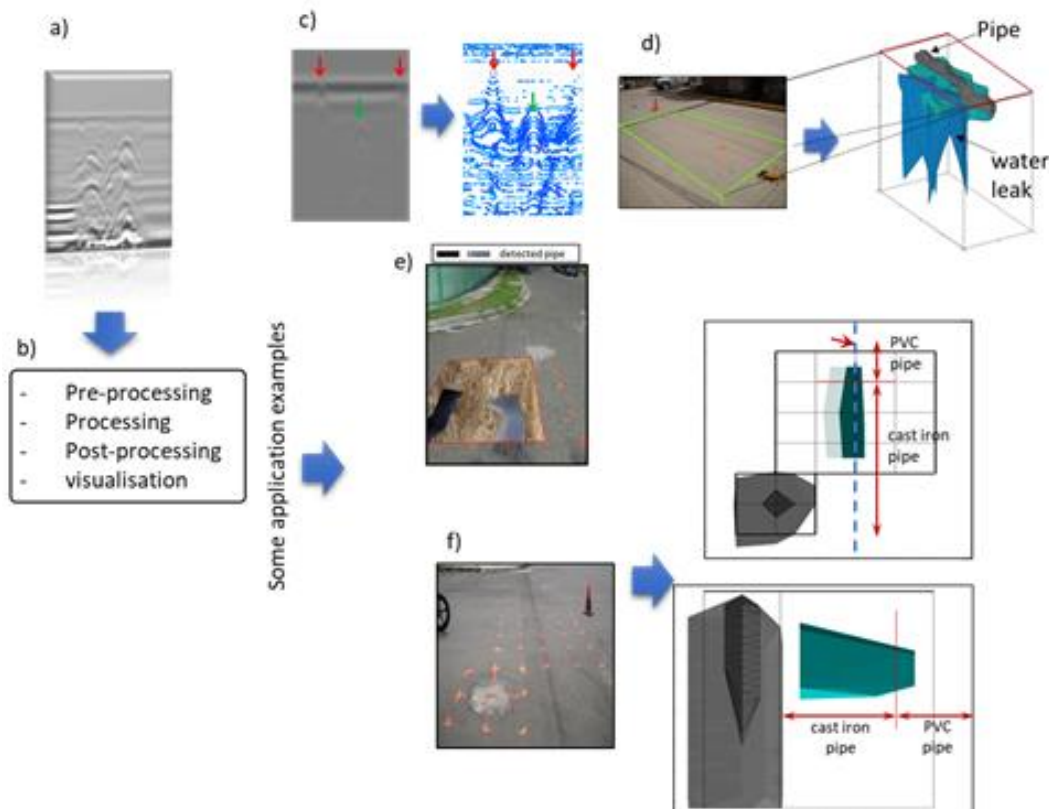 a)
b)
- Pre-processing
- Processing
- Post-processing
- visualisation
Some application examples
c)
d)
Pipe
water
leak
e)
detected pipe
PVC
pipe
cast iron
pipe
f)
cast iron
pipe
PVC
pipe